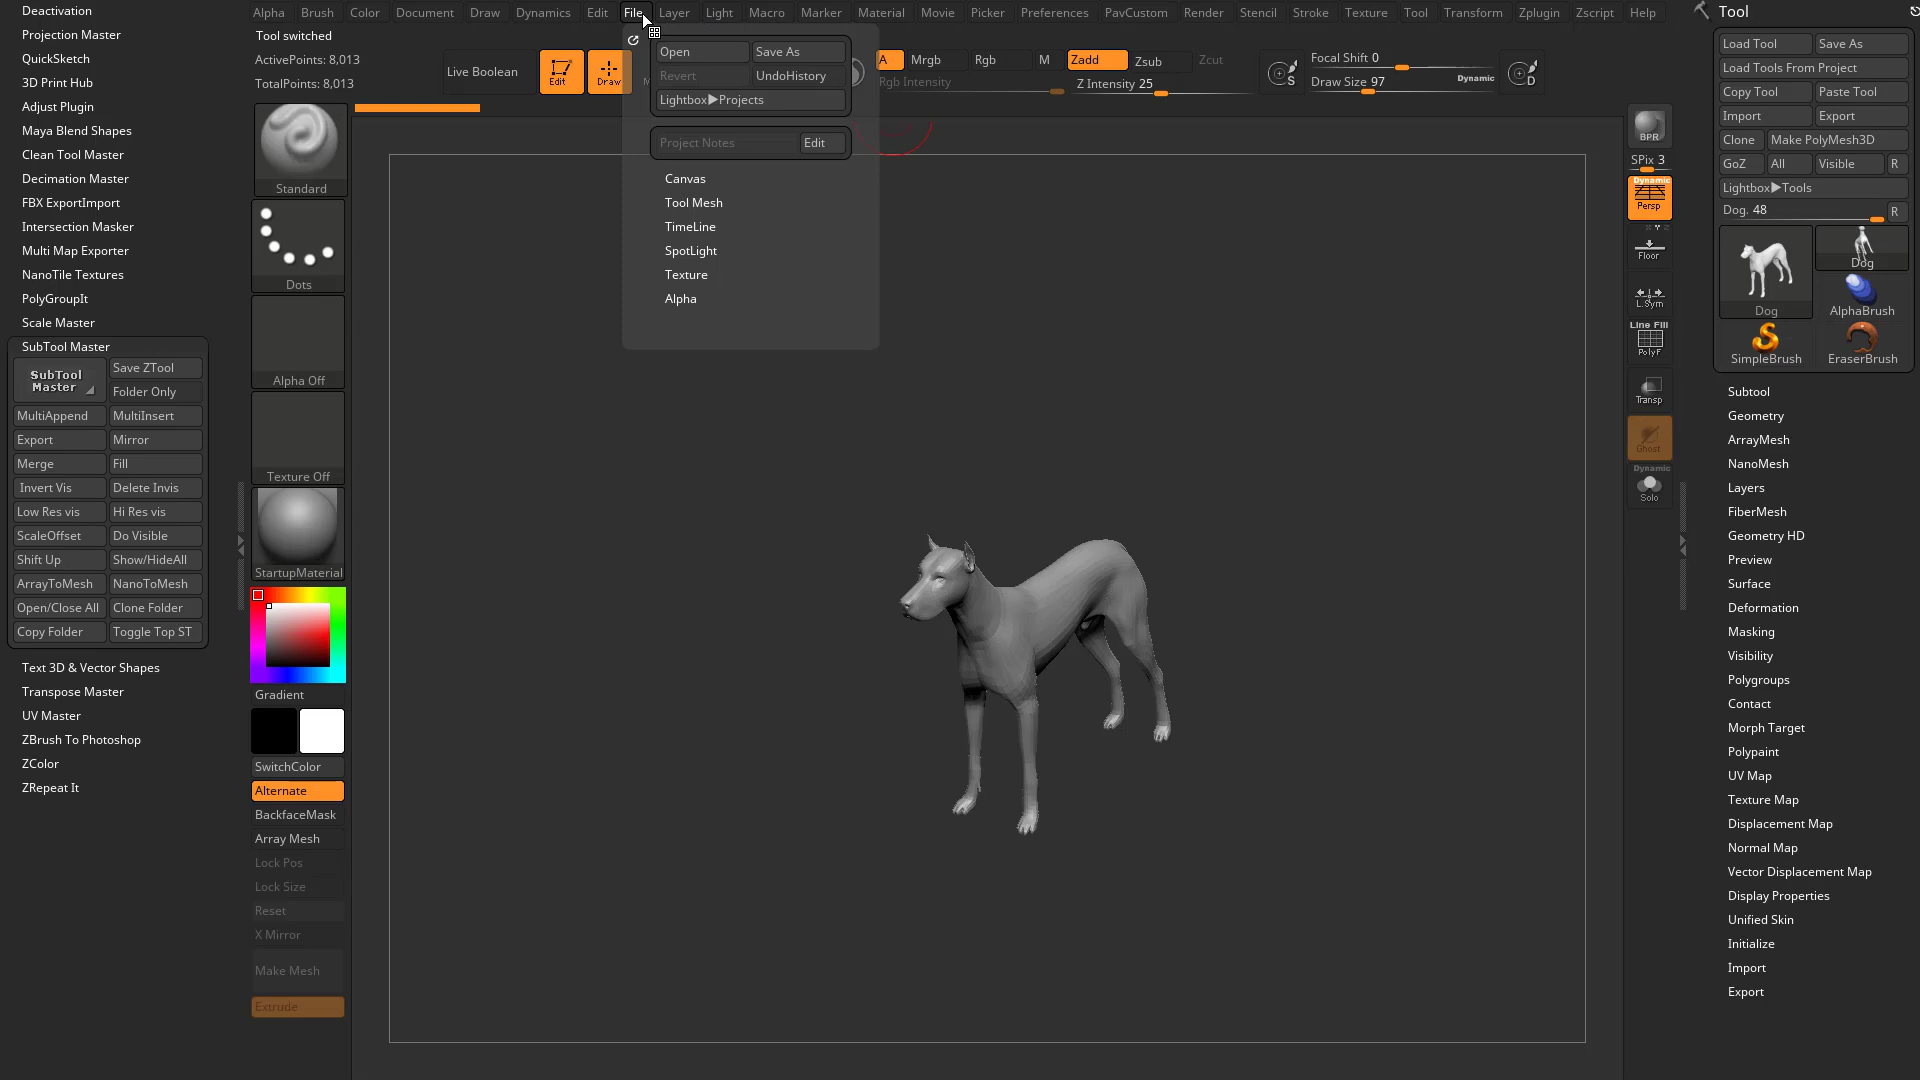 Alpha Brush Color Document Draw Dynamics Edit File Layer Light Macro Marker Material Movie Picker Preferences PavCustom Render Stencil Stroke Texture Tool Transform Zplugin Zscript Help
Tool switched
ActivePoints: 8,013
TotalPoints: 8,013
Live Boolean
Edit
Draw
Open
Save As
Revert
UndoHistory
Lightbox▶Projects
Project Notes
Edit
Canvas
Tool Mesh
TimeLine
SpotLight
Texture
Alpha
A
Mrgb
Rgb
M
Zadd
Zsub
Zcut
Rgb Intensity
Z Intensity 25
S
Focal Shift 0
Draw Size 97
Dynamic
D
Deactivation
Projection Master
QuickSketch
3D Print Hub
Adjust Plugin
Maya Blend Shapes
Clean Tool Master
Decimation Master
FBX ExportImport
Intersection Masker
Multi Map Exporter
NanoTile Textures
PolyGroupIt
Scale Master
SubTool Master
SubTool Master
Save ZTool
Folder Only
MultiAppend
MultiInsert
Export
Mirror
Merge
Fill
Invert Vis
Delete Invis
Low Res vis
Hi Res vis
ScaleOffset
Do Visible
Shift Up
Show/HideAll
ArrayToMesh
NanoToMesh
Open/Close All
Clone Folder
Copy Folder
Toggle Top ST
Text 3D & Vector Shapes
Transpose Master
UV Master
ZBrush To Photoshop
ZColor
ZRepeat It
Standard
Dots
Alpha Off
Texture Off
StartupMaterial
Gradient
SwitchColor
Alternate
BackfaceMask
Array Mesh
Lock Pos
Lock Size
Reset
X Mirror
Make Mesh
Extrude
BPR
SPix 3
Dynamic
Persp
Floor
L.Sym
Line Fill
PolyF
Transp
Ghost
Dynamic
Solo
Tool
Load Tool
Save As
Load Tools From Project
Copy Tool
Paste Tool
Import
Export
Clone
Make PolyMesh3D
GoZ
All
Visible
R
Lightbox▶Tools
Dog. 48
R
Dog
Dog
AlphaBrush
SimpleBrush
EraserBrush
Subtool
Geometry
ArrayMesh
NanoMesh
Layers
FiberMesh
Geometry HD
Preview
Surface
Deformation
Masking
Visibility
Polygroups
Contact
Morph Target
Polypaint
UV Map
Texture Map
Displacement Map
Normal Map
Vector Displacement Map
Display Properties
Unified Skin
Initialize
Import
Export